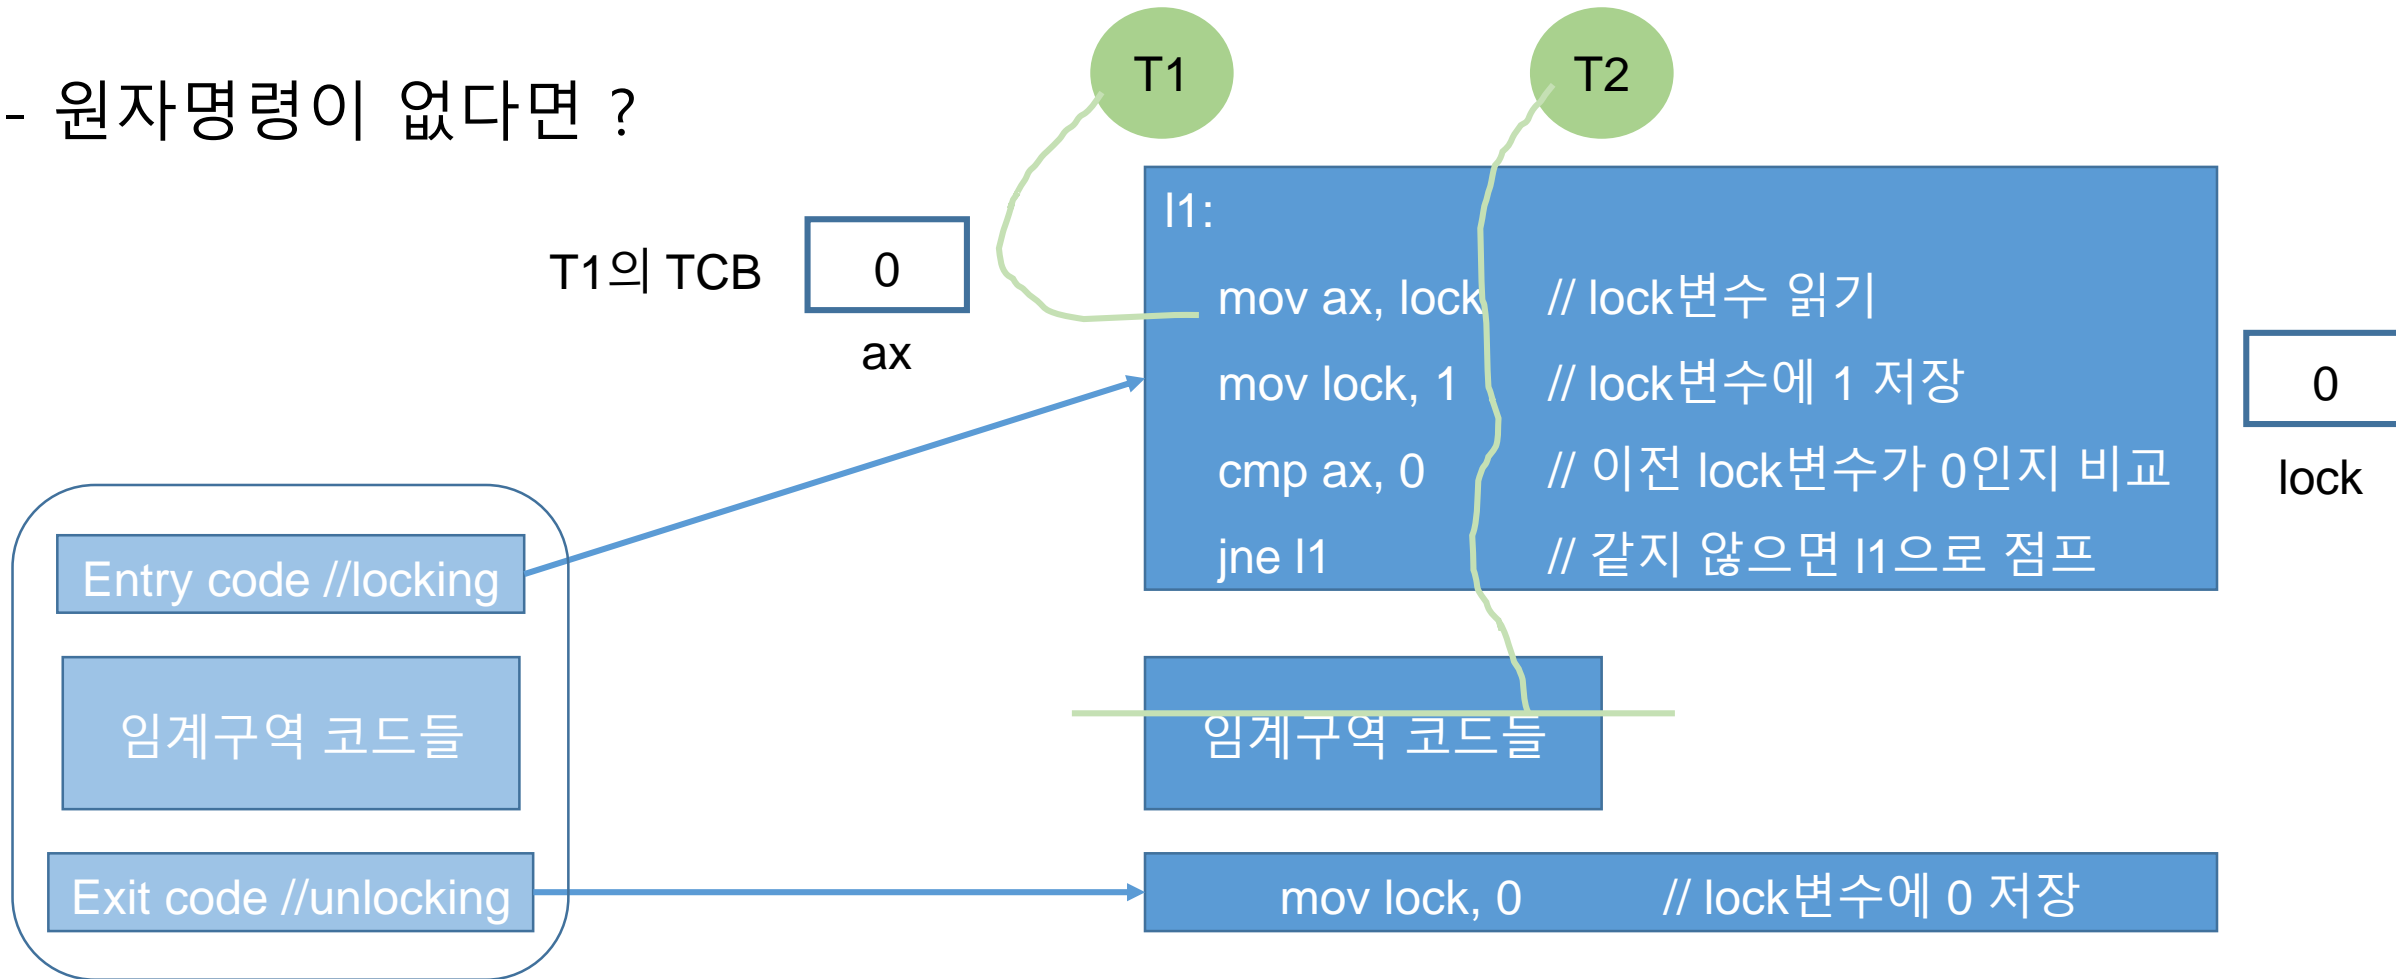 - 원자명령이 없다면 ?
T1
T2
T1의 TCB
0
ax
l1:
mov ax, lock // lock변수 읽기
mov lock, 1 // lock변수에 1 저장
cmp ax, 0 // 이전 lock변수가 0인지 비교
jne l1 // 같지 않으면 l1으로 점프
0
lock
Entry code //locking
임계구역 코드들
Exit code //unlocking
임계구역 코드들
mov lock, 0 // lock변수에 0 저장